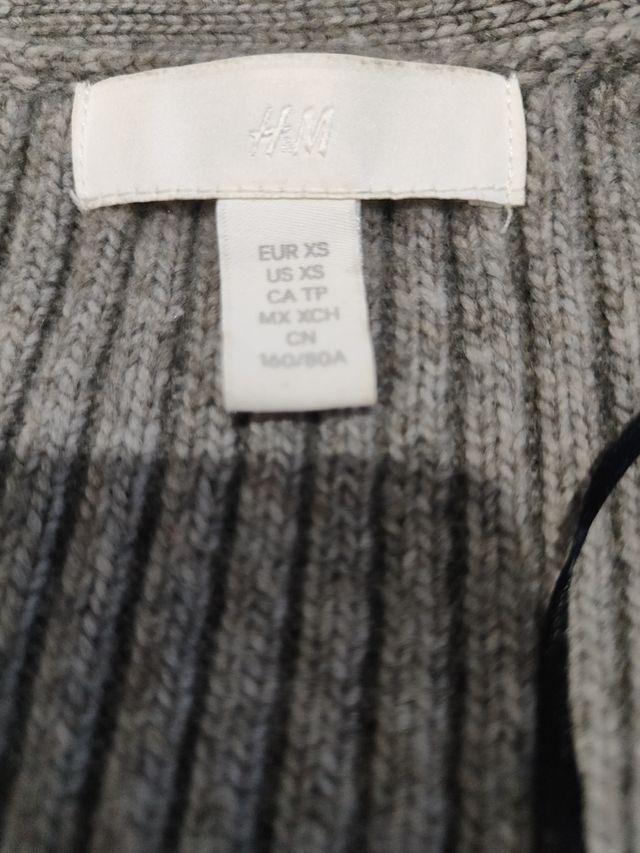 H&M
EUR XS
US XS
CA TP
MX XCH
CN
160/80A